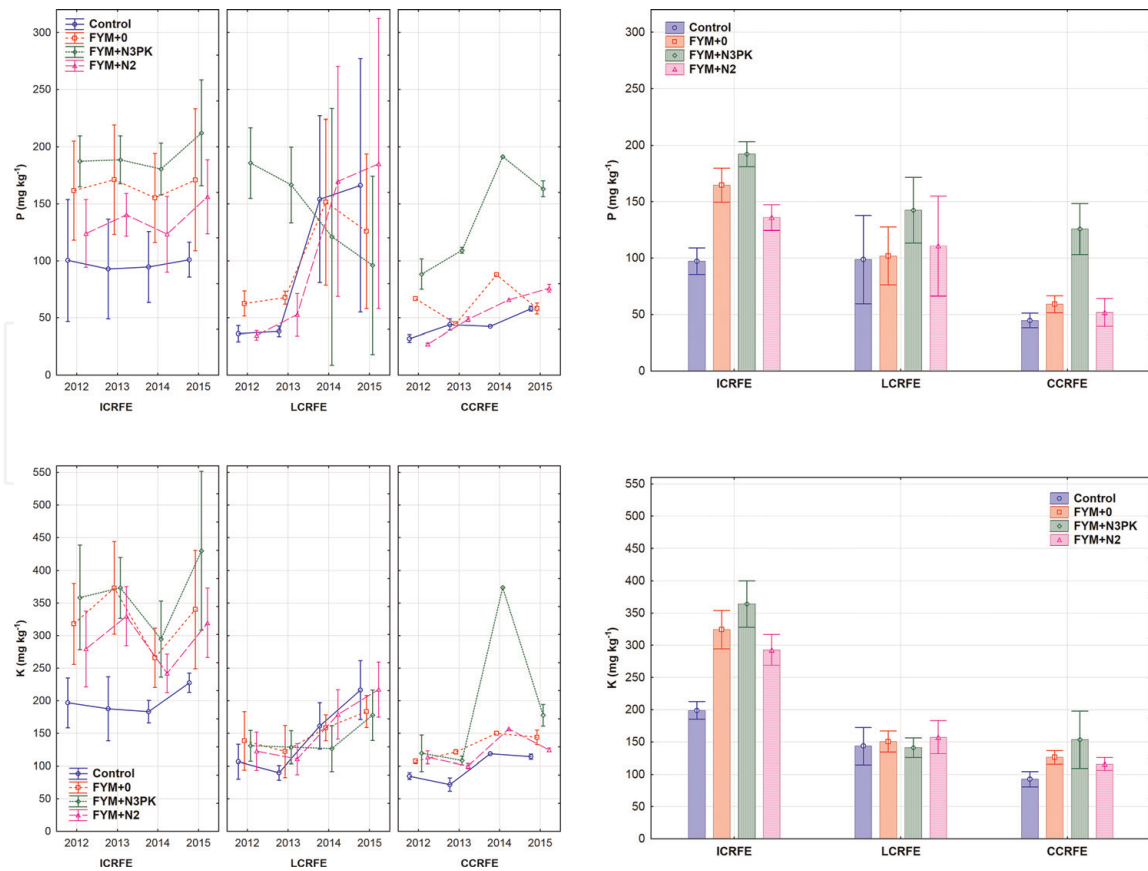 Control
FYM+0
FYM+N3PK
FYM+N2
P (mg kg-1)
300
250
200
150
100
50
0
2012 2013 2014 2015
ICRFE
2012 2013 2014 2015
LCRFE
2012 2013 2014 2015
CCRFE
Control
FYM+0
FYM+N3PK
FYM+N2
P (mg kg-1)
300
250
200
150
100
50
0
ICRFE LCRFE CCRFE
K (mg kg-1)
550
500
450
400
350
300
250
200
150
100
50
0
Control
FYM+0
FYM+N3PK
FYM+N2
2012 2013 2014 2015
ICRFE
2012 2013 2014 2015
LCRFE
2012 2013 2014 2015
CCRFE
Control
FYM+0
FYM+N3PK
FYM+N2
K (mg kg-1)
550
500
450
400
350
300
250
200
150
100
50
0
ICRFE LCRFE CCRFE